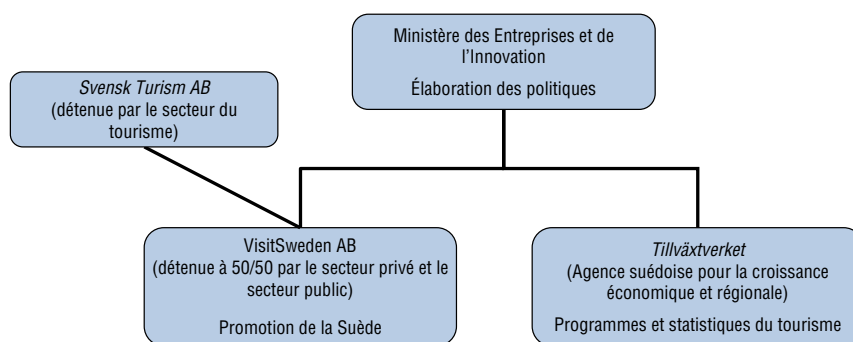 Ministère des Entreprises et de
l'Innovation
Élaboration des politiques
Svensk Turism AB
(détenue par le secteur du
tourisme)
VisitSweden AB
(détenue à 50/50 par le secteur privé et le
secteur public)
Promotion de la Suède
Tillväxtverket
(Agence suédoise pour la croissance
économique et régionale)
Programmes et statistiques du tourisme